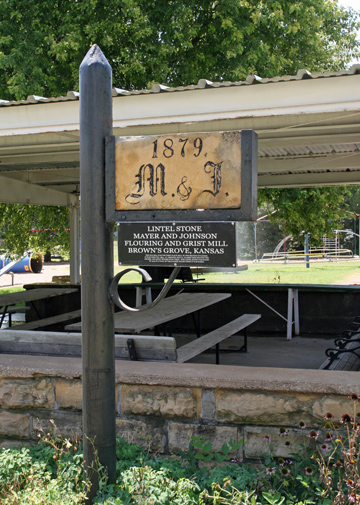 1879.
M. & J.
LINTEL STONE
MAYER AND JOHNSON
FLOURING AND GRIST MILL
BROWN'S GROVE, KANSAS